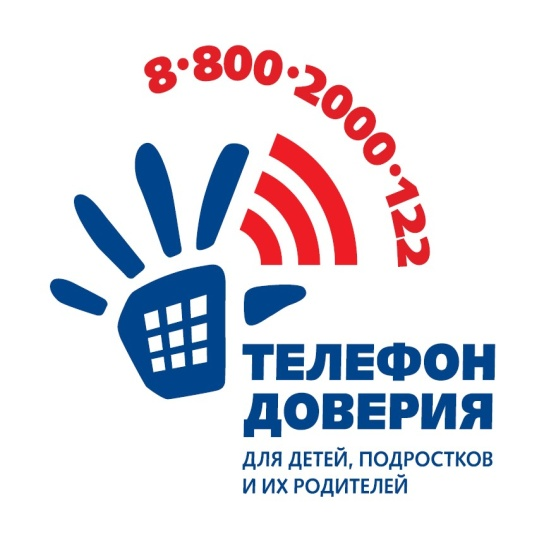 8·800·2000·122
ТЕЛЕФОН
ДОВЕРИЯ
ДЛЯ ДЕТЕЙ, ПОДРОСТКОВ
И ИХ РОДИТЕЛЕЙ